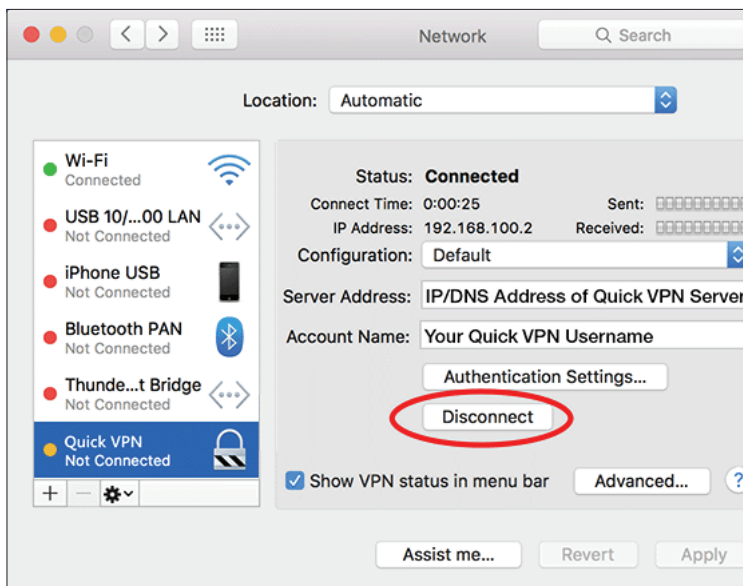 Network
Search
Location: Automatic
Wi-Fi
Connected
USB 10/...00 LAN
Not Connected
iPhone USB
Not Connected
Bluetooth PAN
Not Connected
Thunde...t Bridge
Not Connected
Quick VPN
Not Connected
Status: Connected
Connect Time: 0:00:25 Sent:
IP Address: 192.168.100.2 Received:
Configuration: Default
Server Address: IP/DNS Address of Quick VPN Server
Account Name: Your Quick VPN Username
Authentication Settings...
Disconnect
Show VPN status in menu bar Advanced... ?
Assist me... Revert Apply